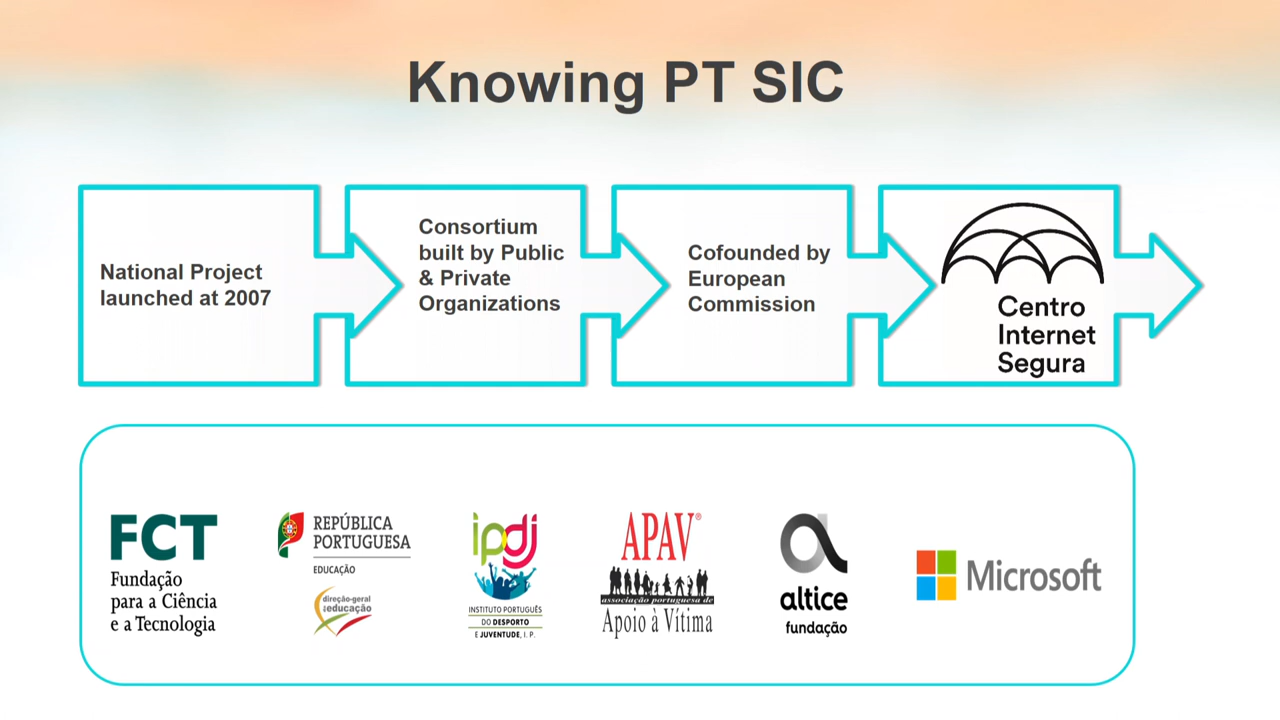 Knowing PT SIC
National Project
launched at 2007
Consortium
built by Public
& Private
Organizations
Cofounded by
European
Commission
Centro
Internet
Segura
FCT
Fundação
para a Ciência
e a Tecnologia
REPÚBLICA
PORTUGUESA
EDUCAÇÃO
direção-geral
da educação
ipdj
INSTITUTO PORTUGUÊS
DO DESPORTO
E JUVENTUDE, I. P.
APAV®
associação portuguesa de
Apoio à Vítima
altice
fundação
Microsoft